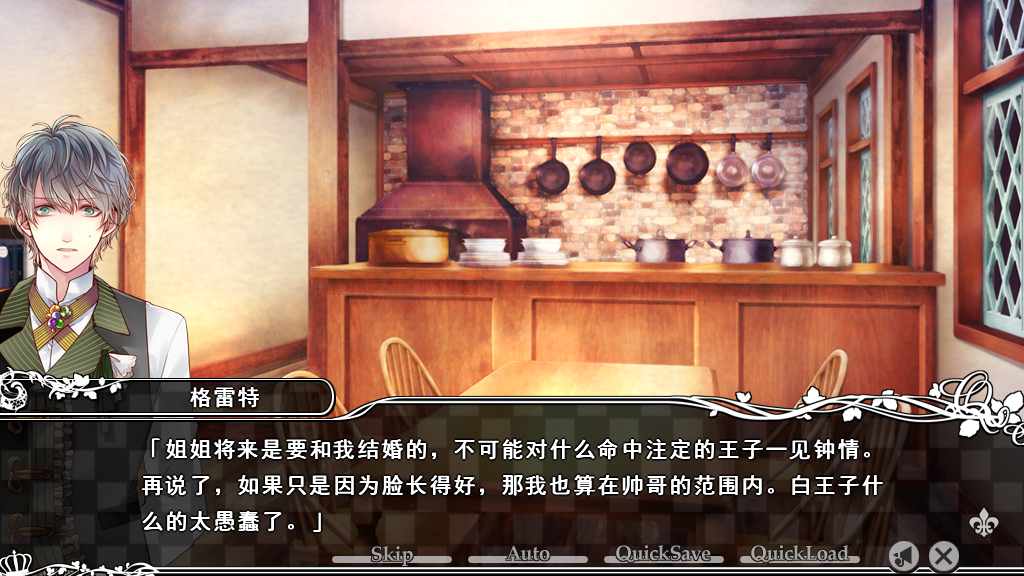 格雷特
「姐姐将来是要和我结婚的，不可能对什么命中注定的王子一见钟情。
再说了，如果只是因为脸长得好，那我也算在帅哥的范围内。白王子什
么的太愚蠢了。」
Skip Auto QuickSave QuickLoad